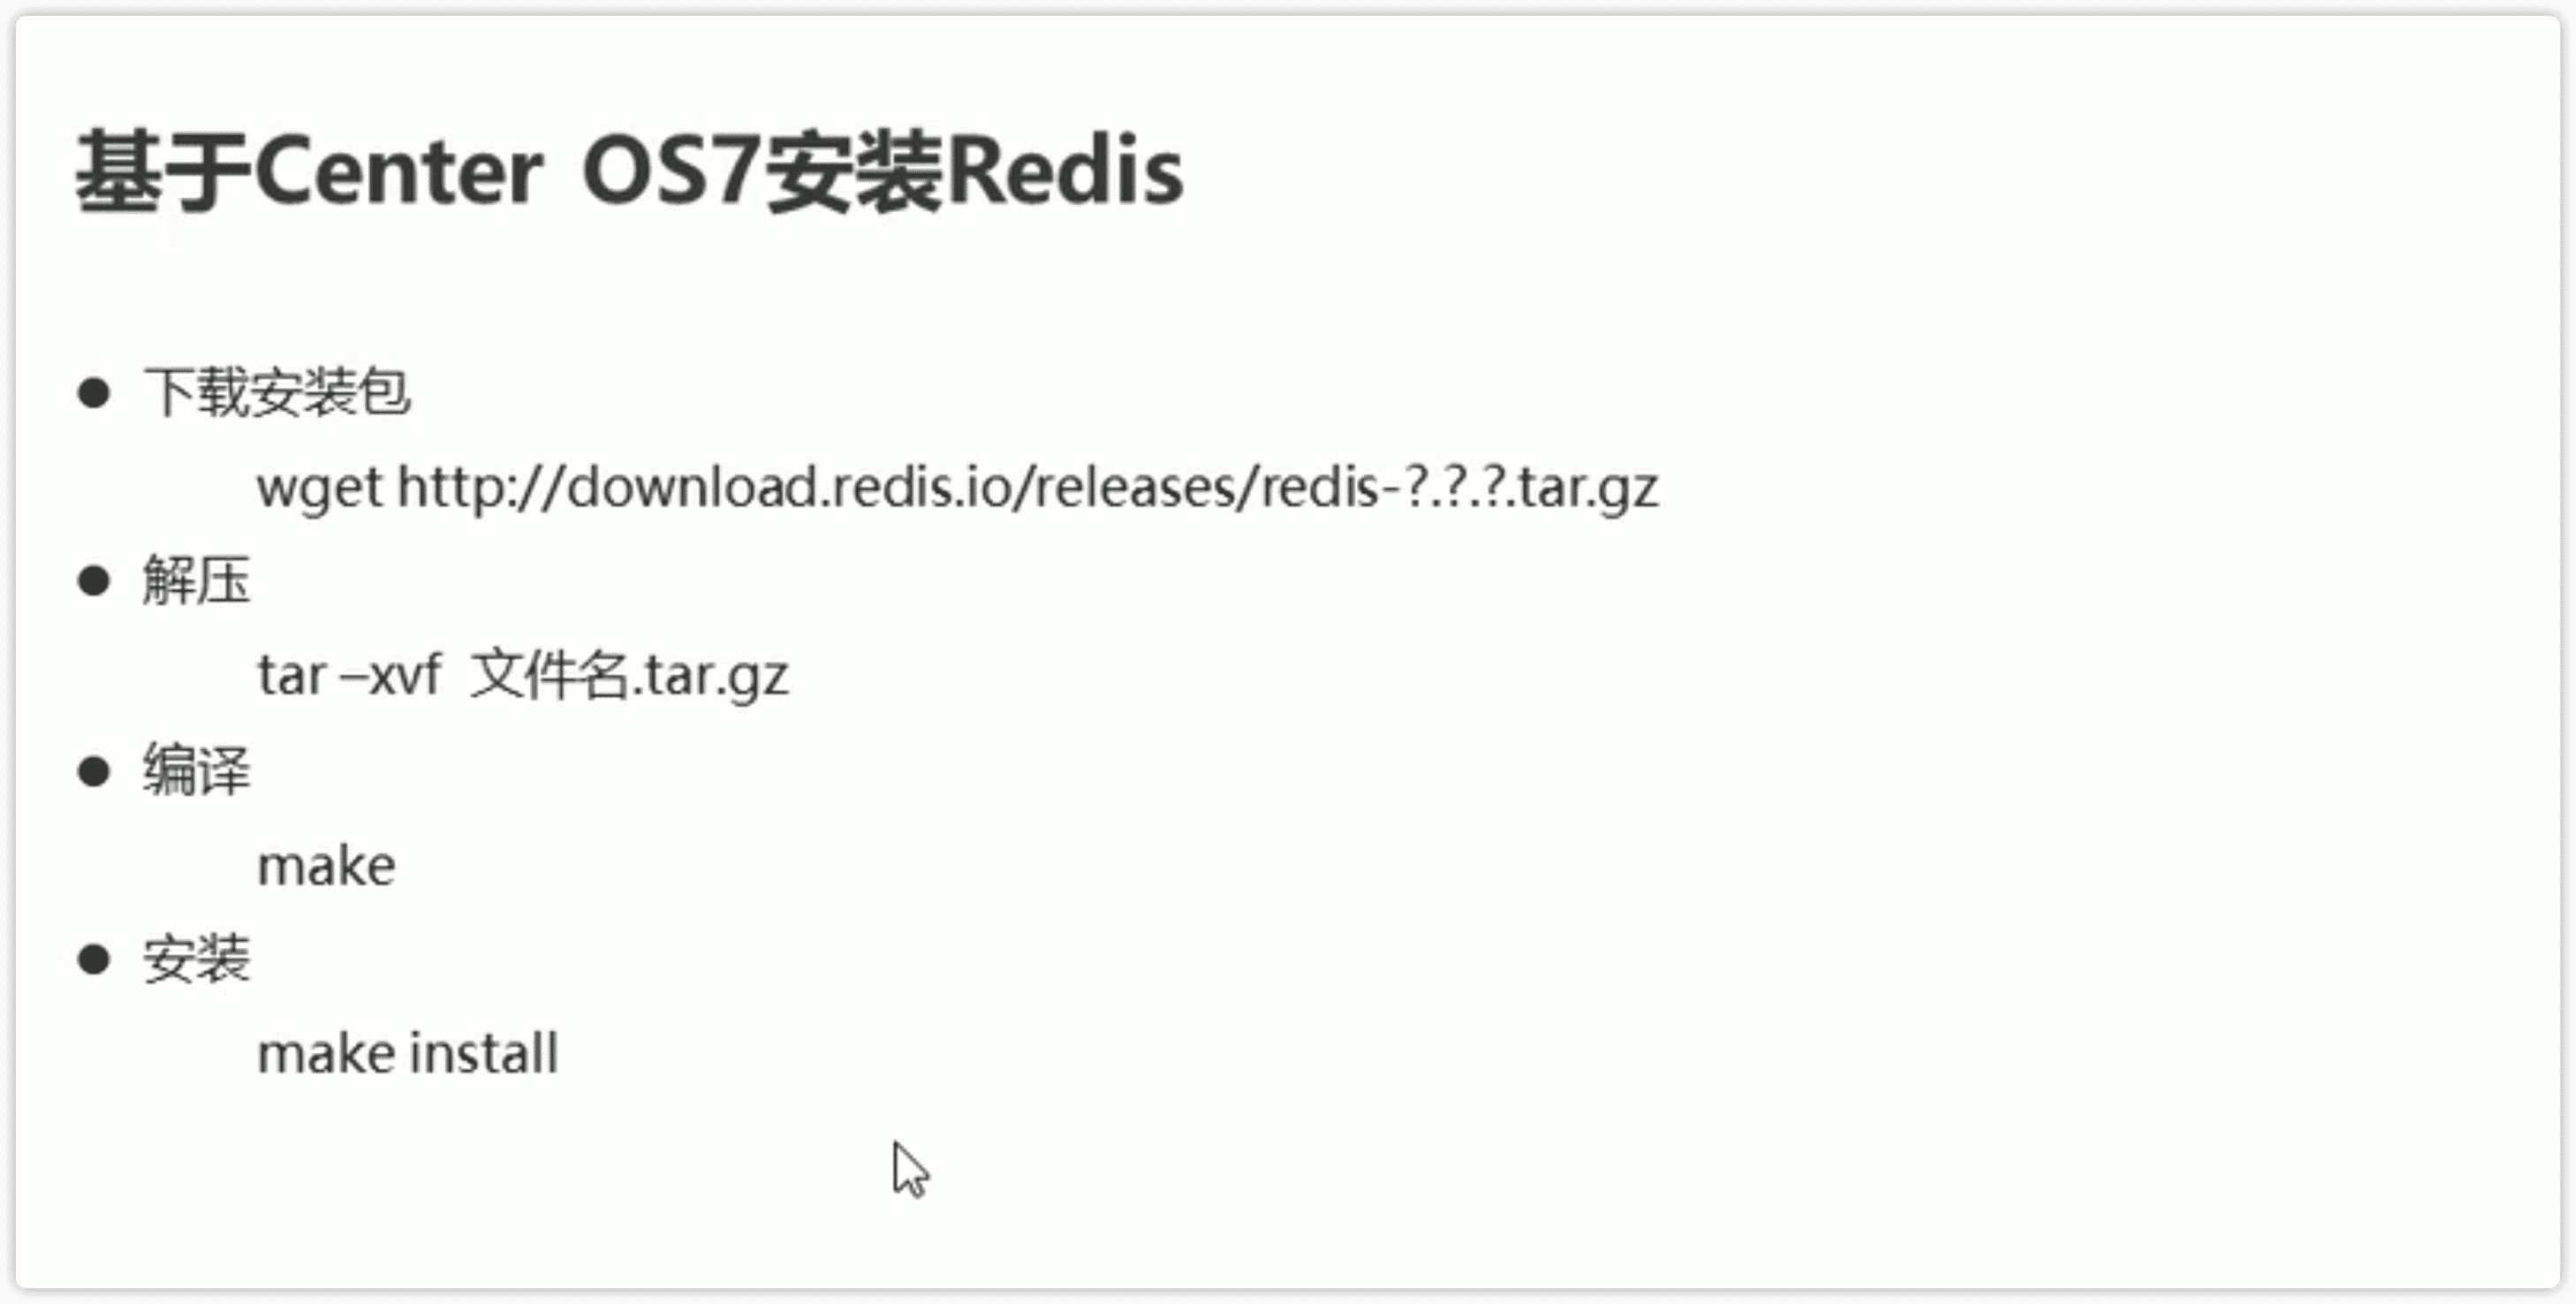 基于Center OS7安装Redis
● 下载安装包
wget http://download.redis.io/releases/redis-?.?.?.tar.gz
● 解压
tar –xvf 文件名.tar.gz
● 编译
make
● 安装
make install